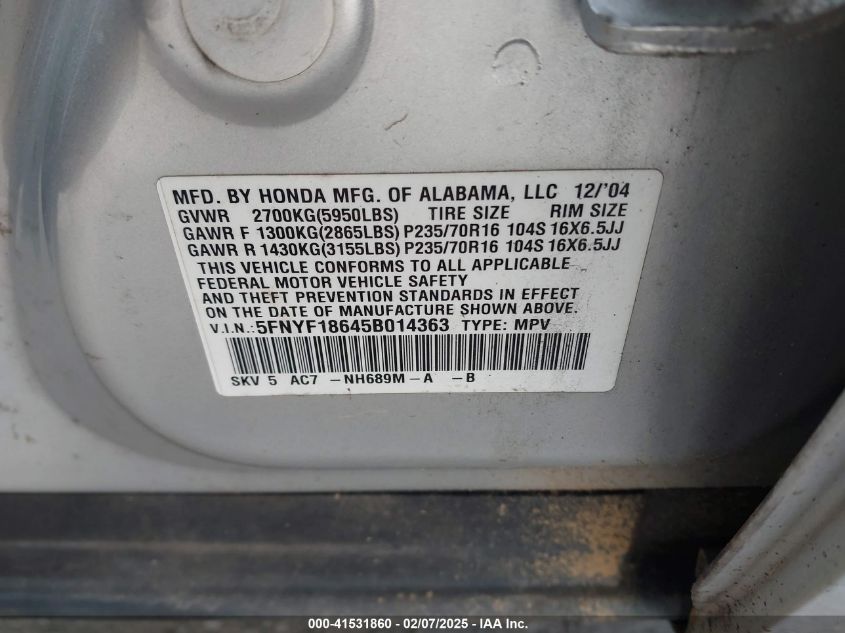 MFD. BY HONDA MFG. OF ALABAMA, LLC 12/'04
GVWR 2700KG(5950LBS) TIRE SIZE RIM SIZE
GAWR F 1300KG(2865LBS) P235/70R16 104S 16X6.5JJ
GAWR R 1430KG(3155LBS) P235/70R16 104S 16X6.5JJ
THIS VEHICLE CONFORMS TO ALL APPLICABLE
FEDERAL MOTOR VEHICLE SAFETY
AND THEFT PREVENTION STANDARDS IN EFFECT
ON THE DATE OF MANUFACTURE SHOWN ABOVE.
V.I.N.: 5FNYF18645B014363 TYPE: MPV
SKV 5 AC7 -NH689M-A -B
000-41531860 - 02/07/2025 - IAA Inc.